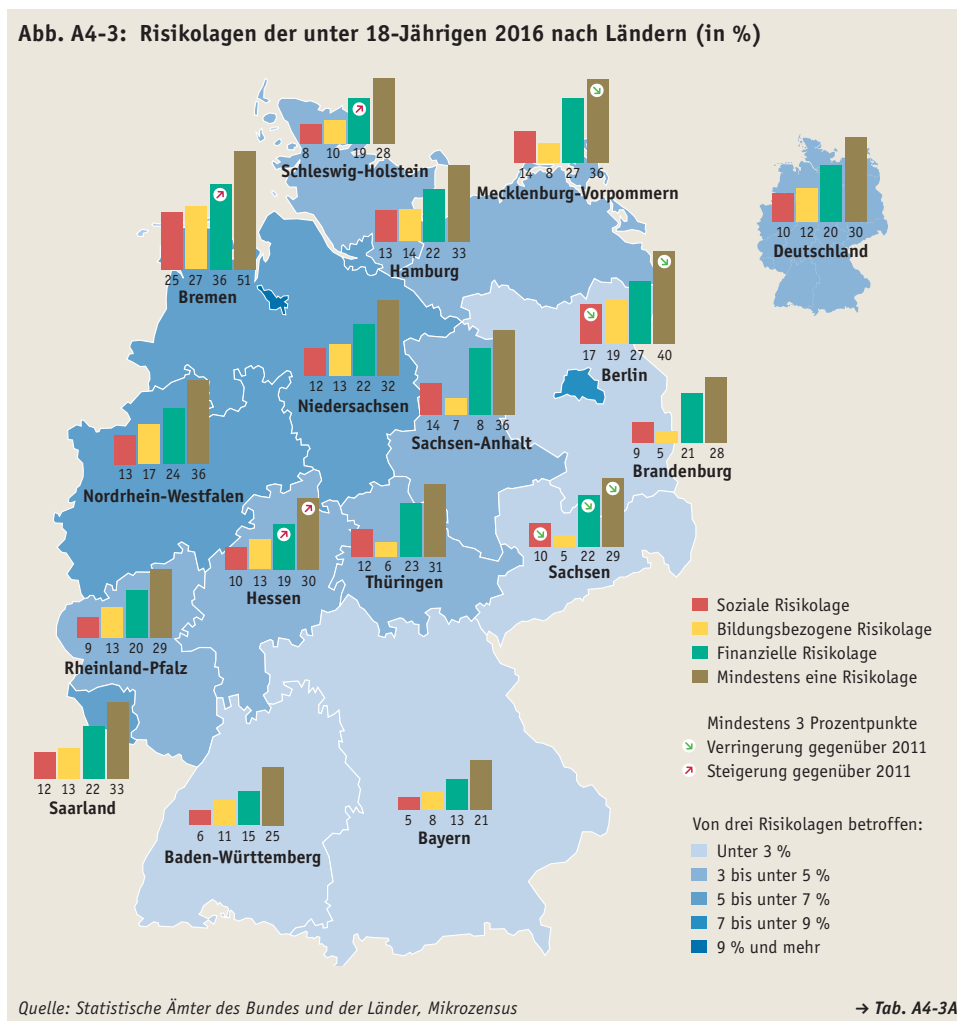 Abb. A4-3: Risikolagen der unter 18-Jährigen 2016 nach Ländern (in %)
8 10 19 28
Schleswig-Holstein
14 8 27 36
Mecklenburg-Vorpommern
10 12 20 30
Deutschland
25 27 36 51
Bremen
13 14 22 33
Hamburg
17 19 27 40
Berlin
12 13 22 32
Niedersachsen
14 7 8 36
Sachsen-Anhalt
9 5 21 28
Brandenburg
13 17 24 36
Nordrhein-Westfalen
10 13 19 30
Hessen
12 6 23 31
Thüringen
10 5 22 29
Sachsen
9 13 20 29
Rheinland-Pfalz
12 13 22 33
Saarland
6 11 15 25
Baden-Württemberg
5 8 13 21
Bayern
Soziale Risikolage
Bildungsbezogene Risikolage
Finanzielle Risikolage
Mindestens eine Risikolage
Mindestens 3 Prozentpunkte
Verringerung gegenüber 2011
Steigerung gegenüber 2011
Von drei Risikolagen betroffen:
Unter 3 %
3 bis unter 5 %
5 bis unter 7 %
7 bis unter 9 %
9 % und mehr
Quelle: Statistische Ämter des Bundes und der Länder, Mikrozensus
→ Tab. A4-3A